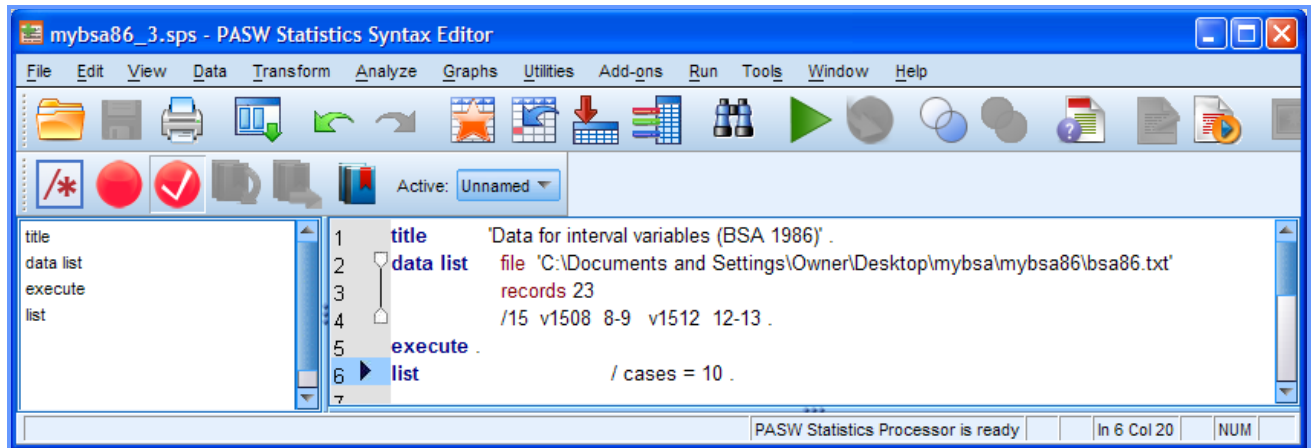 mybsa86_3.sps - PASW Statistics Syntax Editor
File Edit View Data Transform Analyze Graphs Utilities Add-ons Run Tools Window Help
Active: Unnamed
title
data list
execute
list
1 title 'Data for interval variables (BSA 1986)' .
2 data list file 'C:\Documents and Settings\Owner\Desktop\mybsa\mybsa86\bsa86.txt'
3 records 23
4 /15 v1508 8-9 v1512 12-13 .
5 execute .
6 list / cases = 10 .
7
PASW Statistics Processor is ready In 6 Col 20 NUM